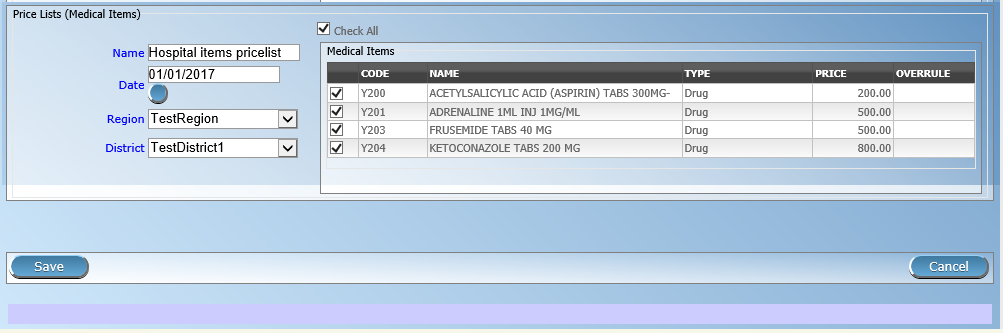 Price Lists (Medical Items)
Check All
Name Hospital items pricelist
Date 01/01/2017
Region TestRegion
District TestDistrict1
Medical Items
CODE NAME TYPE PRICE OVERRULE
Y200 ACETYLSALICYLIC ACID (ASPIRIN) TABS 300MG- Drug 200.00
Y201 ADRENALINE 1ML INJ 1MG/ML Drug 500.00
Y203 FRUSEMIDE TABS 40 MG Drug 500.00
Y204 KETOCONAZOLE TABS 200 MG Drug 800.00
Save Cancel